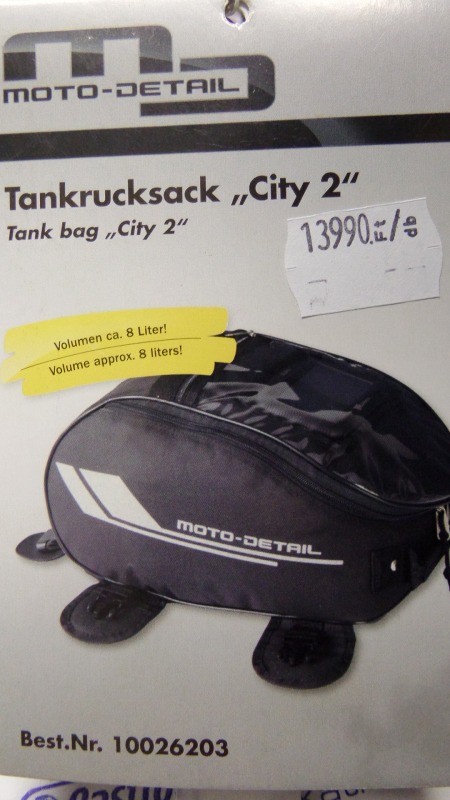 MOTO-DETAIL
Tankrucksack „City 2“
Tank bag „City 2“
13990.Ft/db
Volumen ca. 8 Liter!
Volume approx. 8 liters!
MOTO-DETAIL
Best.Nr. 10026203